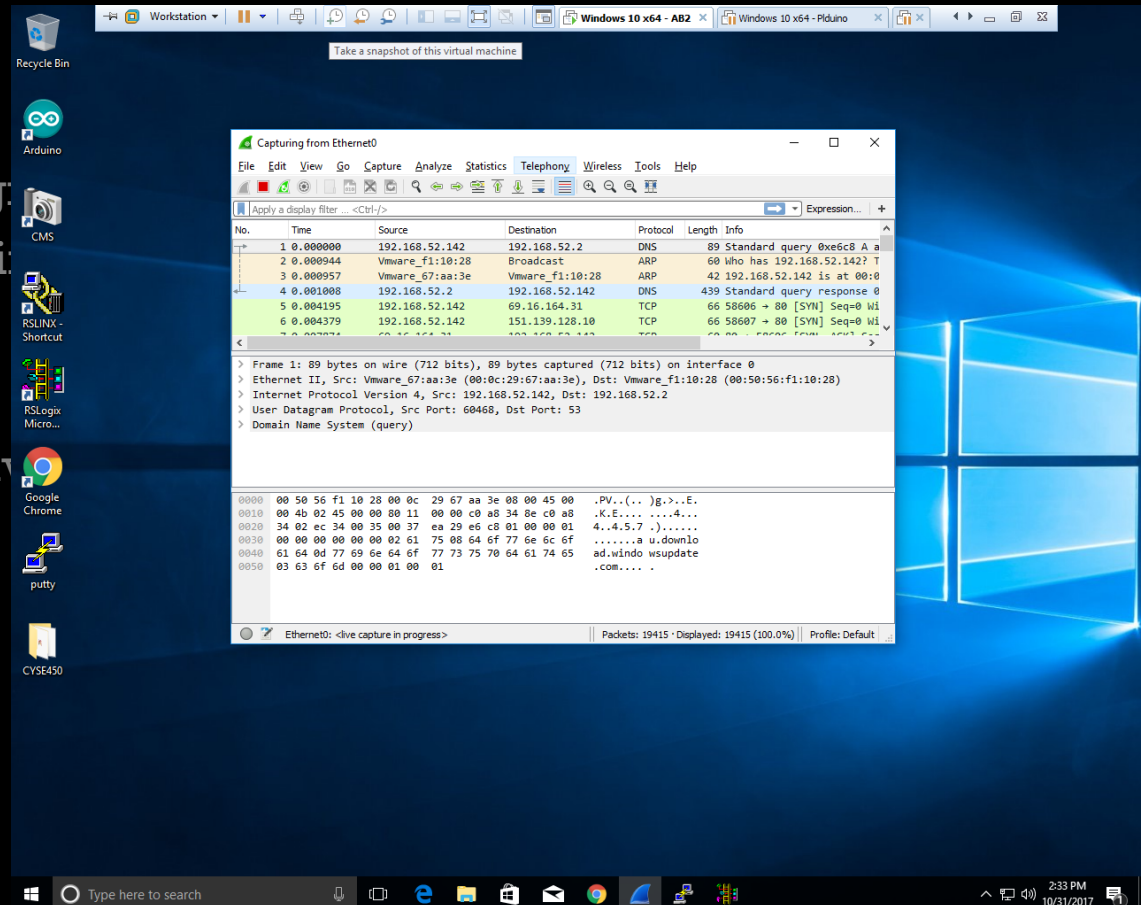 Workstation
Windows 10 x64 - AB2
Windows 10 x64 - PIduino
Take a snapshot of this virtual machine
Recycle Bin
Arduino
CMS
RSLINX -
Shortcut
RSLogix
Micro...
Google
Chrome
putty
CYSE450
Capturing from Ethernet0
File Edit View Go Capture Analyze Statistics Telephony Wireless Tools Help
Apply a display filter ... <Ctrl-/> Expression... +
No. Time Source Destination Protocol Length Info
1 0.000000 192.168.52.142 192.168.52.2 DNS 89 Standard query 0xe6c8 A a
2 0.000944 Vmware_f1:10:28 Broadcast ARP 60 Who has 192.168.52.142? T
3 0.000957 Vmware_67:aa:3e Vmware_f1:10:28 ARP 42 192.168.52.142 is at 00:0
4 0.001008 192.168.52.2 192.168.52.142 DNS 439 Standard query response 0
5 0.004195 192.168.52.142 69.16.164.31 TCP 66 58606 → 80 [SYN] Seq=0 Wi
6 0.004379 192.168.52.142 151.139.128.10 TCP 66 58607 → 80 [SYN] Seq=0 Wi
> Frame 1: 89 bytes on wire (712 bits), 89 bytes captured (712 bits) on interface 0
> Ethernet II, Src: Vmware_67:aa:3e (00:0c:29:67:aa:3e), Dst: Vmware_f1:10:28 (00:50:56:f1:10:28)
> Internet Protocol Version 4, Src: 192.168.52.142, Dst: 192.168.52.2
> User Datagram Protocol, Src Port: 60468, Dst Port: 53
> Domain Name System (query)
0000 00 50 56 f1 10 28 00 0c 29 67 aa 3e 08 00 45 00 .PV..(.. )g.>..E.
0010 00 4b 02 45 00 00 80 11 00 00 c0 a8 34 8e c0 a8 .K.E.... ....4...
0020 34 02 ec 34 00 35 00 37 ea 29 e6 c8 01 00 00 01 4..4.5.7 .)......
0030 00 00 00 00 00 00 02 61 75 08 64 6f 77 6e 6c 6f .......a u.downlo
0040 61 64 0d 77 69 6e 64 6f 77 73 75 70 64 61 74 65 ad.windo wsupdate
0050 03 63 6f 6d 00 00 01 00 01 .com.... .
Ethernet0: <live capture in progress> Packets: 19415 · Displayed: 19415 (100.0%) Profile: Default
Type here to search
2:33 PM
10/31/2017